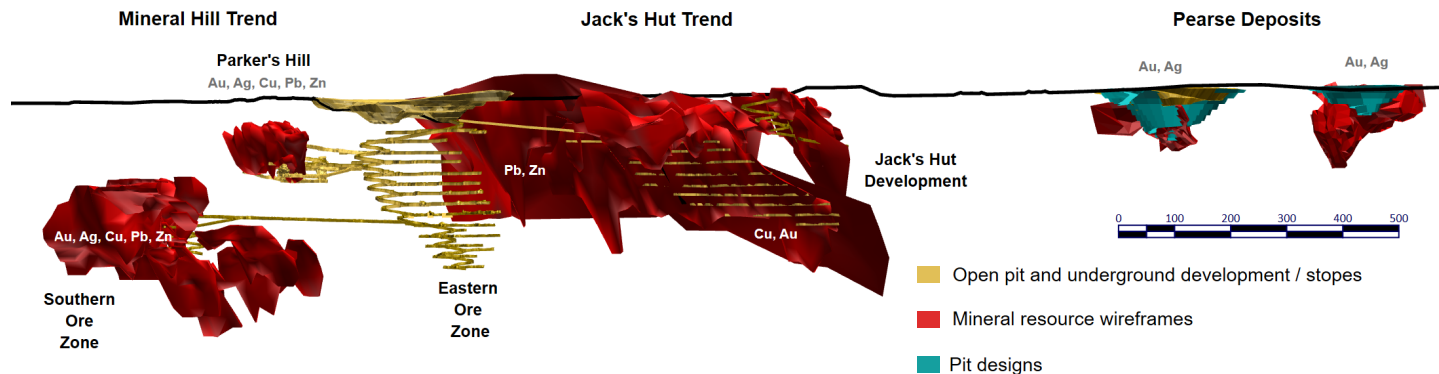 Mineral Hill Trend
Jack's Hut Trend
Pearse Deposits
Parker's Hill
Au, Ag, Cu, Pb, Zn
Au, Ag
Au, Ag
Pb, Zn
Jack's Hut
Development
Au, Ag, Cu, Pb, Zn
Cu, Au
0 100 200 300 400 500
Southern
Ore
Zone
Eastern
Ore
Zone
Open pit and underground development / stopes
Mineral resource wireframes
Pit designs